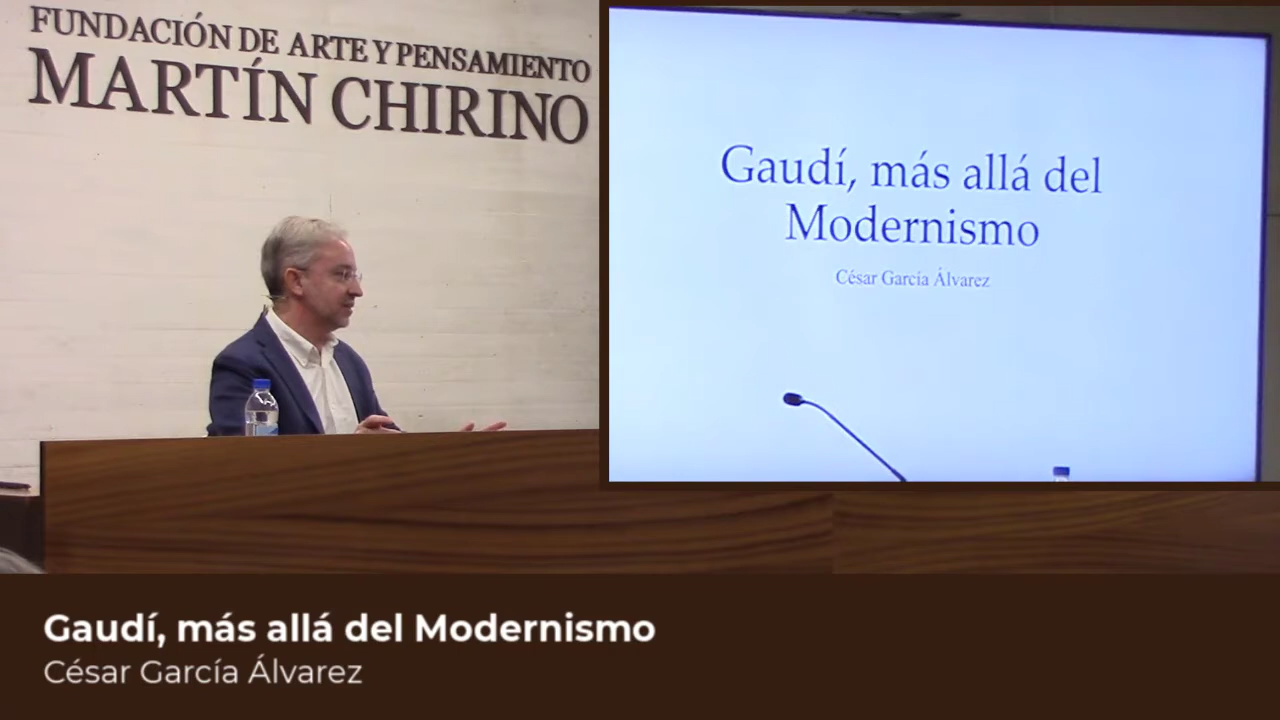 FUNDACIÓN DE ARTE Y PENSAMIENTO
MARTÍN CHIRINO
Gaudí, más allá del
Modernismo
César García Álvarez
Gaudí, más allá del Modernismo
César García Álvarez